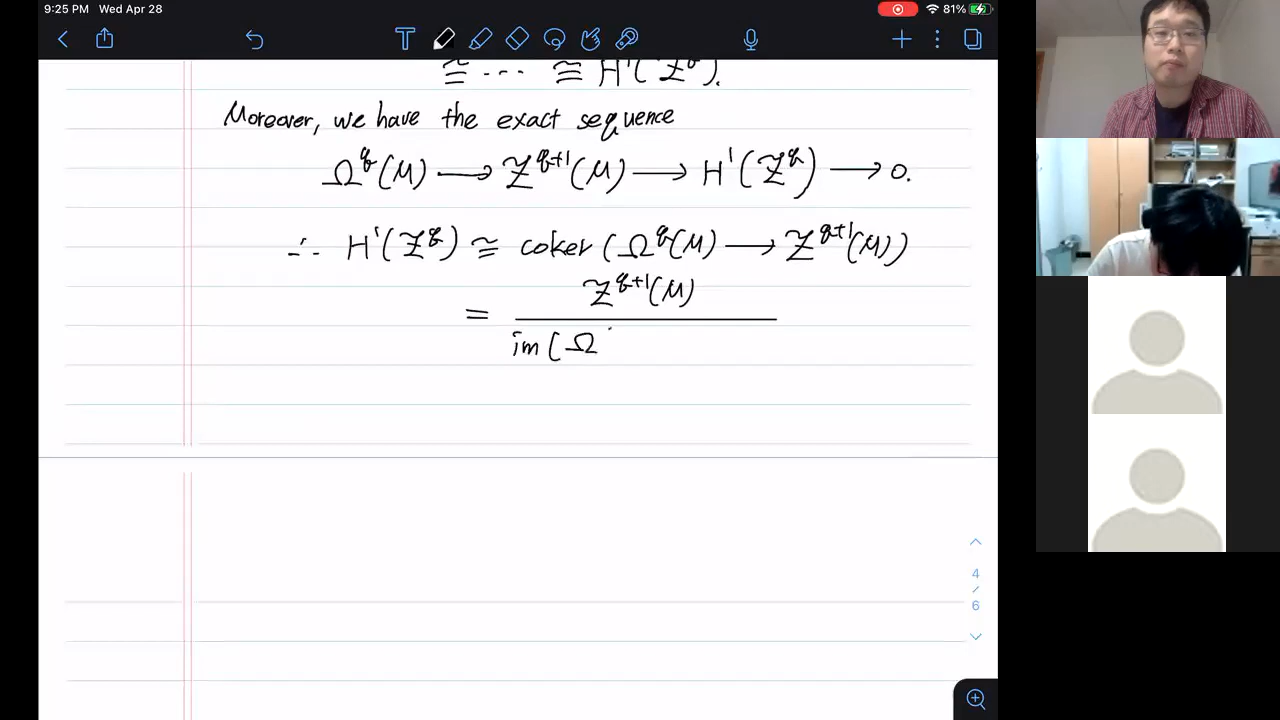 9:25 PM Wed Apr 28
81%
≅ ⋯ ≅ H¹(Z^q).
Moreover, we have the exact sequence
Ω^q(M) ⟶ Z^{q+1}(M) ⟶ H¹(Z^q) ⟶ 0.
∴ H¹(Z^q) ≅ coker (Ω^q(M) ⟶ Z^{q+1}(M))
Z^{q+1}(M)
=
im (Ω
4
/
6